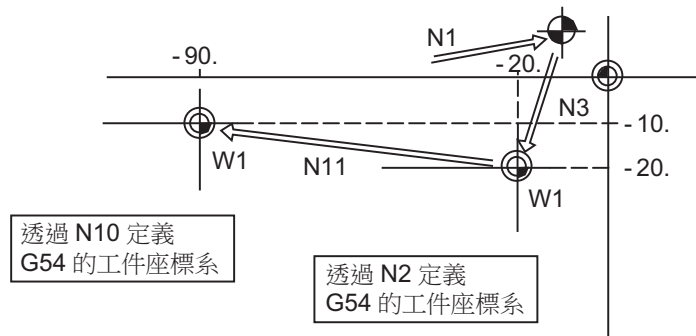 N1
-90.
-20.
N3
-10.
W1
N11
-20.
W1
透過 N10 定義
G54 的工件座標系
透過 N2 定義
G54 的工件座標系